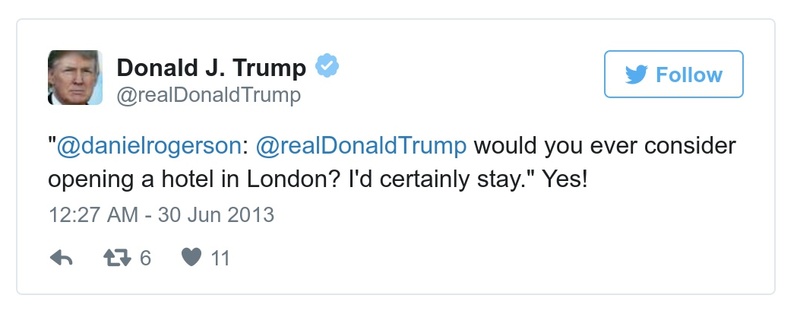 Donald J. Trump
@realDonaldTrump
Follow
"@danielrogerson: @realDonaldTrump would you ever consider
opening a hotel in London? I'd certainly stay." Yes!
12:27 AM - 30 Jun 2013
6 11